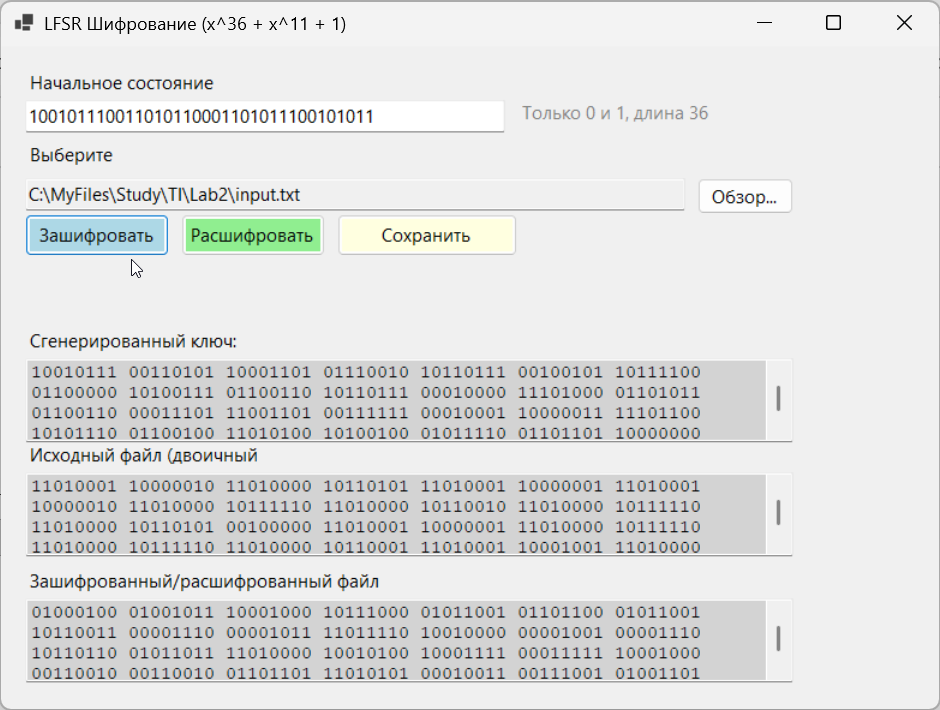 LFSR Шифрование (x^36 + x^11 + 1)
Начальное состояние
100101110011010110001101011100101011 Только 0 и 1, длина 36
Выберите
C:\MyFiles\Study\TI\Lab2\input.txt Обзор...
Зашифровать Расшифровать Сохранить
Сгенерированный ключ:
10010111 00110101 10001101 01110010 10110111 00100101 10111100
01100000 10100111 01100110 10110111 00010000 11101000 01101011
01100110 00011101 11001101 00111111 00010001 10000011 11101100
10101110 01100100 11010100 10100100 01011110 01101101 10000000
Исходный файл (двоичный
11010001 10000010 11010000 10110101 11010001 10000001 11010001
10000010 11010000 10111110 11010000 10110010 11010000 10111110
11010000 10110101 00100000 11010001 10000001 11010000 10111110
11010000 10111110 11010000 10110001 11010001 10001001 11010000
Зашифрованный/расшифрованный файл
01000100 01001011 10001000 10111000 01011001 01101100 01011001
10110011 00001110 00001011 11011110 10010000 00001001 00001110
10110110 01011011 11010000 10010100 10001111 00011111 10001000
00110010 00110010 01101101 11010101 00010011 00111001 01001101